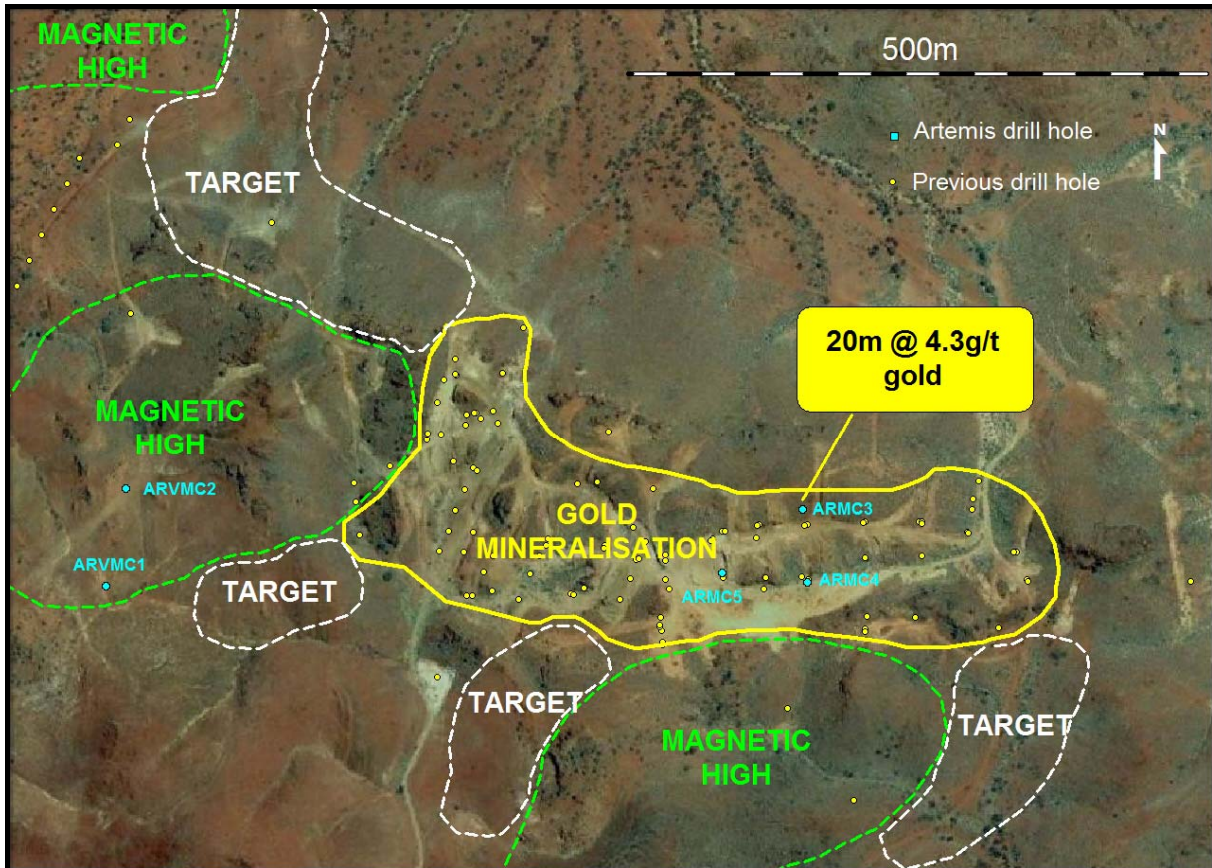 MAGNETIC
HIGH
500m
Artemis drill hole
N
Previous drill hole
TARGET
20m @ 4.3g/t
gold
MAGNETIC
HIGH
ARVMC2
ARMC3
GOLD
MINERALISATION
ARVMC1
TARGET
ARMC5
ARMC4
TARGET
TARGET
MAGNETIC
HIGH